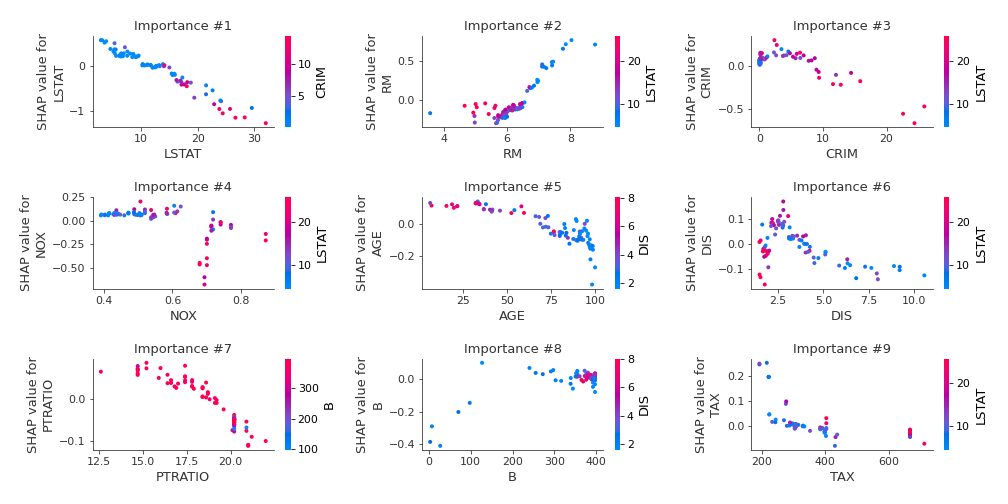 Importance #1
Importance #2
Importance #3
SHAP value for
LSTAT
0
−1
10
20
30
LSTAT
10
5
CRIM
SHAP value for
RM
0.5
0.0
4
6
8
RM
20
10
LSTAT
SHAP value for
CRIM
0.0
−0.5
0
10
20
CRIM
20
10
LSTAT
Importance #4
Importance #5
Importance #6
SHAP value for
NOX
0.25
0.00
−0.25
−0.50
0.4
0.6
0.8
NOX
20
10
LSTAT
SHAP value for
AGE
0.0
−0.2
25
50
75
100
AGE
8
6
4
2
DIS
SHAP value for
DIS
0.1
0.0
−0.1
2.5
5.0
7.5
10.0
DIS
20
10
LSTAT
Importance #7
Importance #8
Importance #9
SHAP value for
PTRATIO
0.0
−0.1
12.5
15.0
17.5
20.0
PTRATIO
300
200
100
B
SHAP value for
B
0.0
−0.2
−0.4
0
100
200
300
400
B
8
6
4
2
DIS
SHAP value for
TAX
0.2
0.1
0.0
200
400
600
TAX
20
10
LSTAT